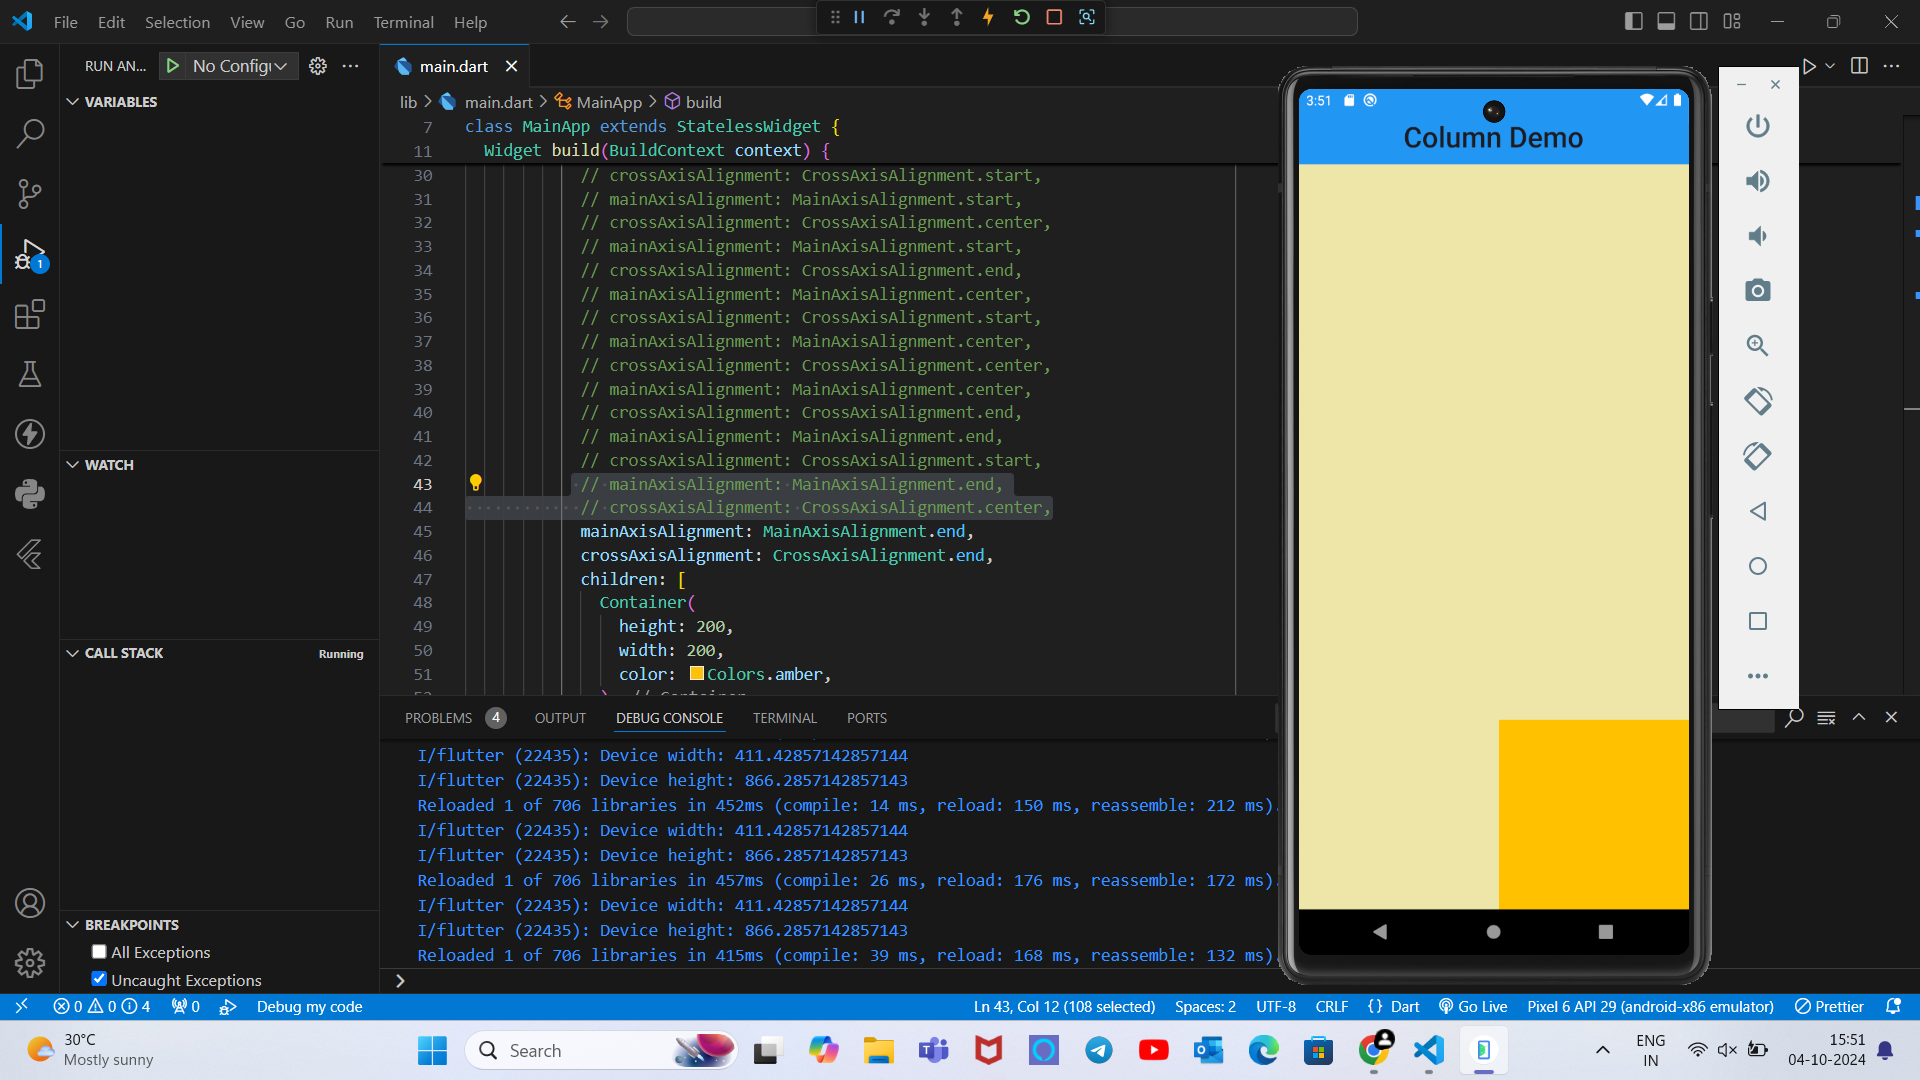 File Edit Selection View Go Run Terminal Help
RUN AN... No Config
VARIABLES
WATCH
CALL STACK Running
BREAKPOINTS
All Exceptions
Uncaught Exceptions
1
main.dart
lib > main.dart > MainApp > build
7 class MainApp extends StatelessWidget {
11 Widget build(BuildContext context) {
30 // crossAxisAlignment: CrossAxisAlignment.start,
31 // mainAxisAlignment: MainAxisAlignment.start,
32 // crossAxisAlignment: CrossAxisAlignment.center,
33 // mainAxisAlignment: MainAxisAlignment.start,
34 // crossAxisAlignment: CrossAxisAlignment.end,
35 // mainAxisAlignment: MainAxisAlignment.center,
36 // crossAxisAlignment: CrossAxisAlignment.start,
37 // mainAxisAlignment: MainAxisAlignment.center,
38 // crossAxisAlignment: CrossAxisAlignment.center,
39 // mainAxisAlignment: MainAxisAlignment.center,
40 // crossAxisAlignment: CrossAxisAlignment.end,
41 // mainAxisAlignment: MainAxisAlignment.end,
42 // crossAxisAlignment: CrossAxisAlignment.start,
43 // mainAxisAlignment: MainAxisAlignment.end,
44 // crossAxisAlignment: CrossAxisAlignment.center,
45 mainAxisAlignment: MainAxisAlignment.end,
46 crossAxisAlignment: CrossAxisAlignment.end,
47 children: [
48 Container(
49 height: 200,
50 width: 200,
51 color: Colors.amber,
PROBLEMS 4 OUTPUT DEBUG CONSOLE TERMINAL PORTS
I/flutter (22435): Device width: 411.42857142857144
I/flutter (22435): Device height: 866.2857142857143
Reloaded 1 of 706 libraries in 452ms (compile: 14 ms, reload: 150 ms, reassemble: 212 ms).
I/flutter (22435): Device width: 411.42857142857144
I/flutter (22435): Device height: 866.2857142857143
Reloaded 1 of 706 libraries in 457ms (compile: 26 ms, reload: 176 ms, reassemble: 172 ms).
I/flutter (22435): Device width: 411.42857142857144
I/flutter (22435): Device height: 866.2857142857143
Reloaded 1 of 706 libraries in 415ms (compile: 39 ms, reload: 168 ms, reassemble: 132 ms)
3:51
Column Demo
0 0 4 0 Debug my code Ln 43, Col 12 (108 selected) Spaces: 2 UTF-8 CRLF {} Dart Go Live Pixel 6 API 29 (android-x86 emulator) Prettier
30°C
Mostly sunny
Search
ENG
IN
15:51
04-10-2024